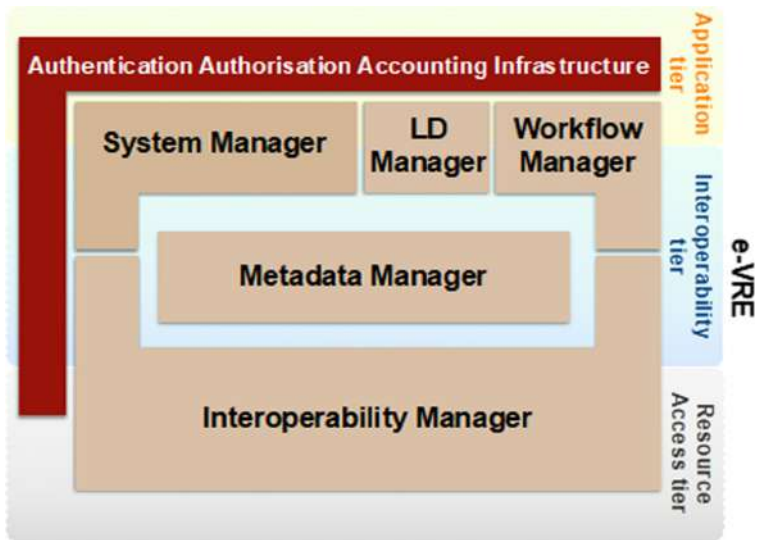 Authentication Authorisation Accounting Infrastructure
System Manager
LD
Manager
Workflow
Manager
Metadata Manager
Interoperability Manager
Application
tier
Interoperability
tier
Resource
Access tier
e-VRE